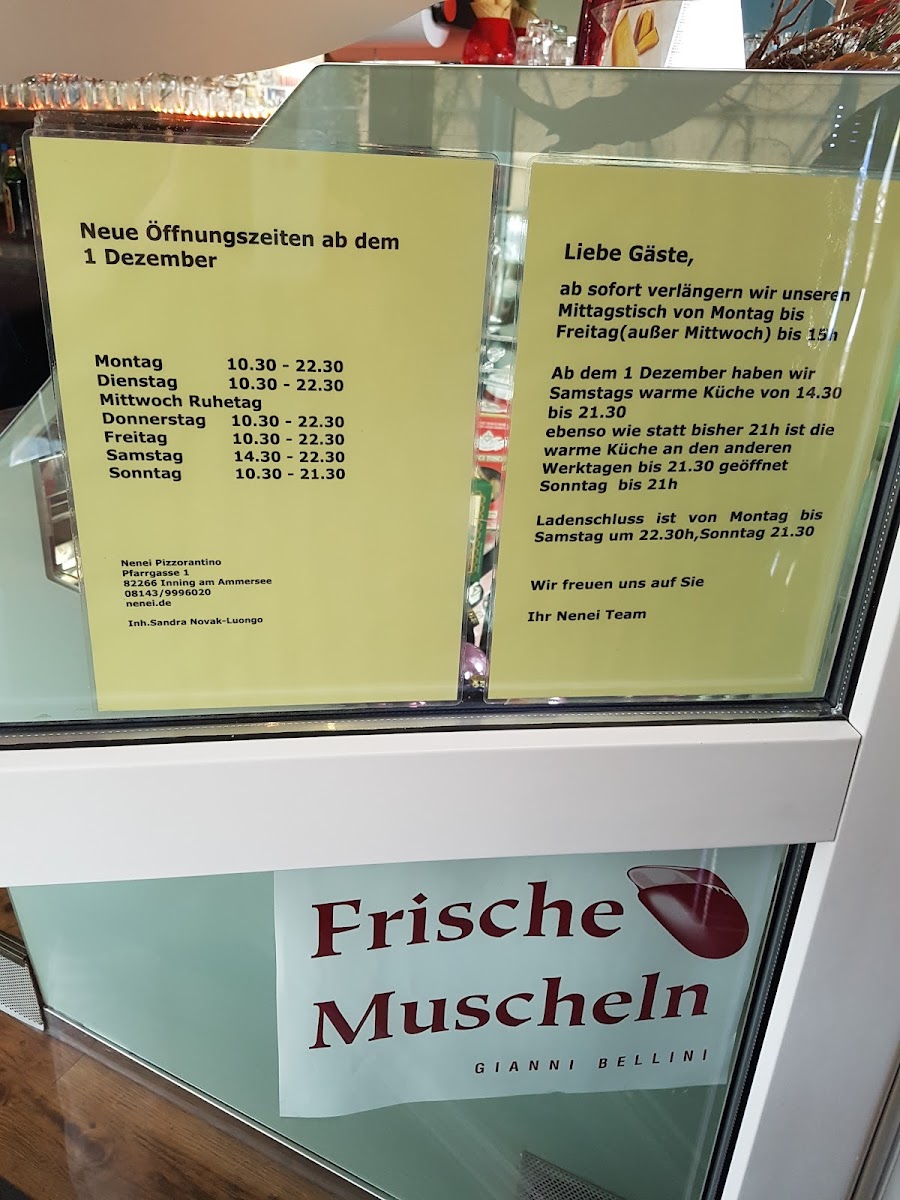 Neue Öffnungszeiten ab dem
1 Dezember
Montag 10.30 - 22.30
Dienstag 10.30 - 22.30
Mittwoch Ruhetag
Donnerstag 10.30 - 22.30
Freitag 10.30 - 22.30
Samstag 14.30 - 22.30
Sonntag 10.30 - 21.30
Nenei Pizzorantino
Pfarrgasse 1
82266 Inning am Ammersee
08143/9996020
nenei.de
Inh.Sandra Novak-Luongo
Liebe Gäste,
ab sofort verlängern wir unseren
Mittagstisch von Montag bis
Freitag(außer Mittwoch) bis 15h
Ab dem 1 Dezember haben wir
Samstags warme Küche von 14.30
bis 21.30
ebenso wie statt bisher 21h ist die
warme Küche an den anderen
Werktagen bis 21.30 geöffnet
Sonntag bis 21h
Ladenschluss ist von Montag bis
Samstag um 22.30h,Sonntag 21.30
Wir freuen uns auf Sie
Ihr Nenei Team
Frische
Muscheln
GIANNI BELLINI